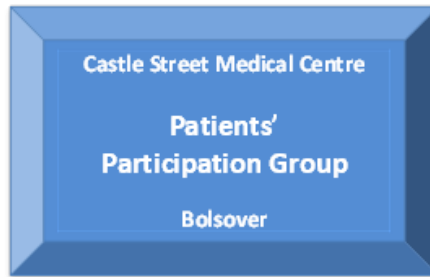 Castle Street Medical Centre
Patients’
Participation Group
Bolsover